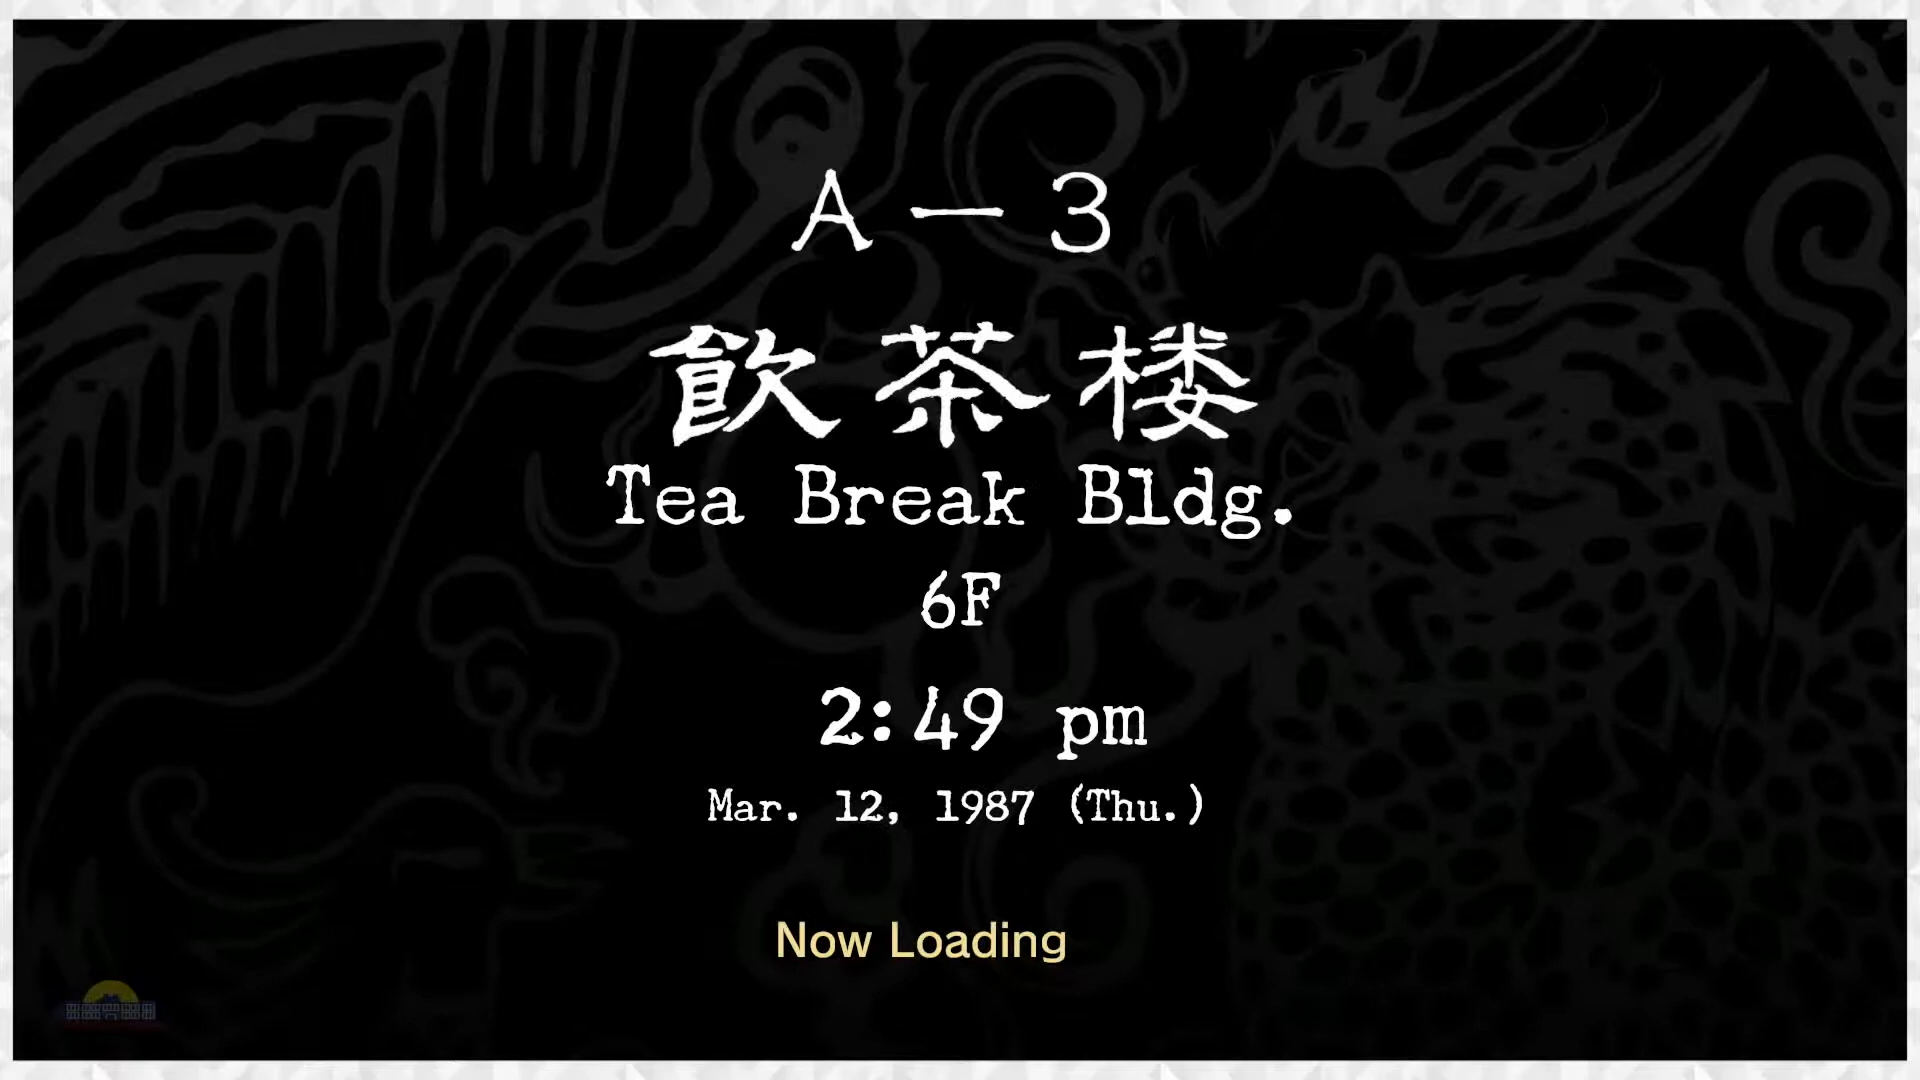 A — 3
飲茶楼
Tea Break Bldg.
6F
2:49 pm
Mar. 12, 1987 (Thu.)
Now Loading